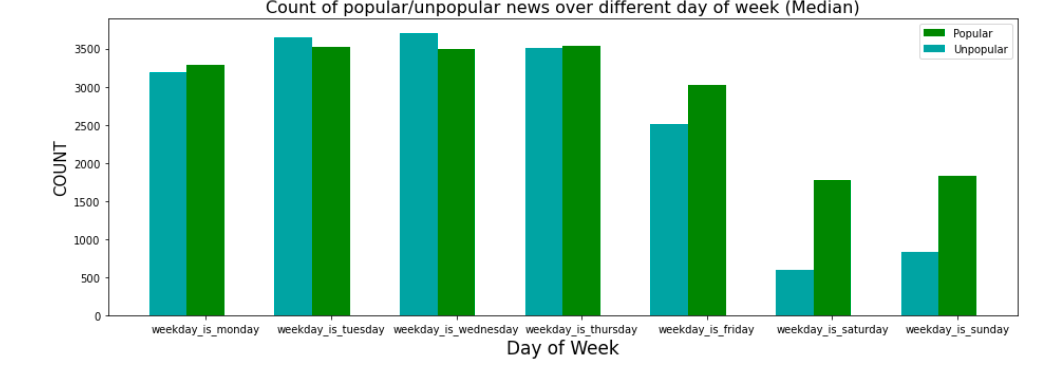 Count of popular/unpopular news over different day of week (Median)
Popular
Unpopular
3500
3000
2500
2000
1500
1000
500
0
COUNT
weekday_is_monday weekday_is_tuesday weekday_is_wednesday weekday_is_thursday weekday_is_friday weekday_is_saturday weekday_is_sunday
Day of Week